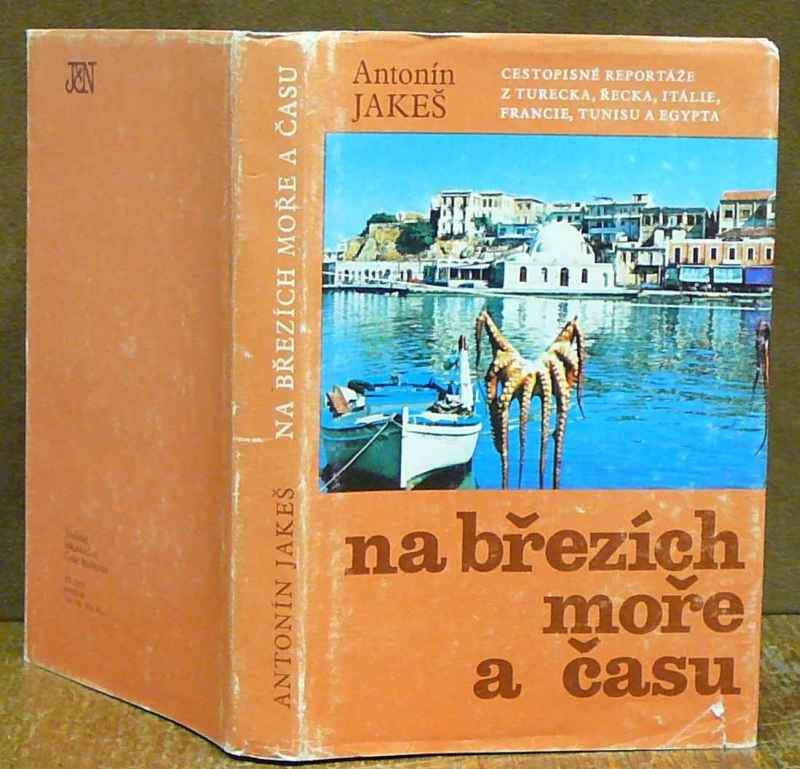 Antonín
JAKEŠ
CESTOPISNÉ REPORTÁŽE
Z TURECKA, ŘECKA, ITÁLIE,
FRANCIE, TUNISU A EGYPTA
na březích
moře
a času
ANTONÍN JAKEŠ NA BŘEZÍCH MOŘE A ČASU